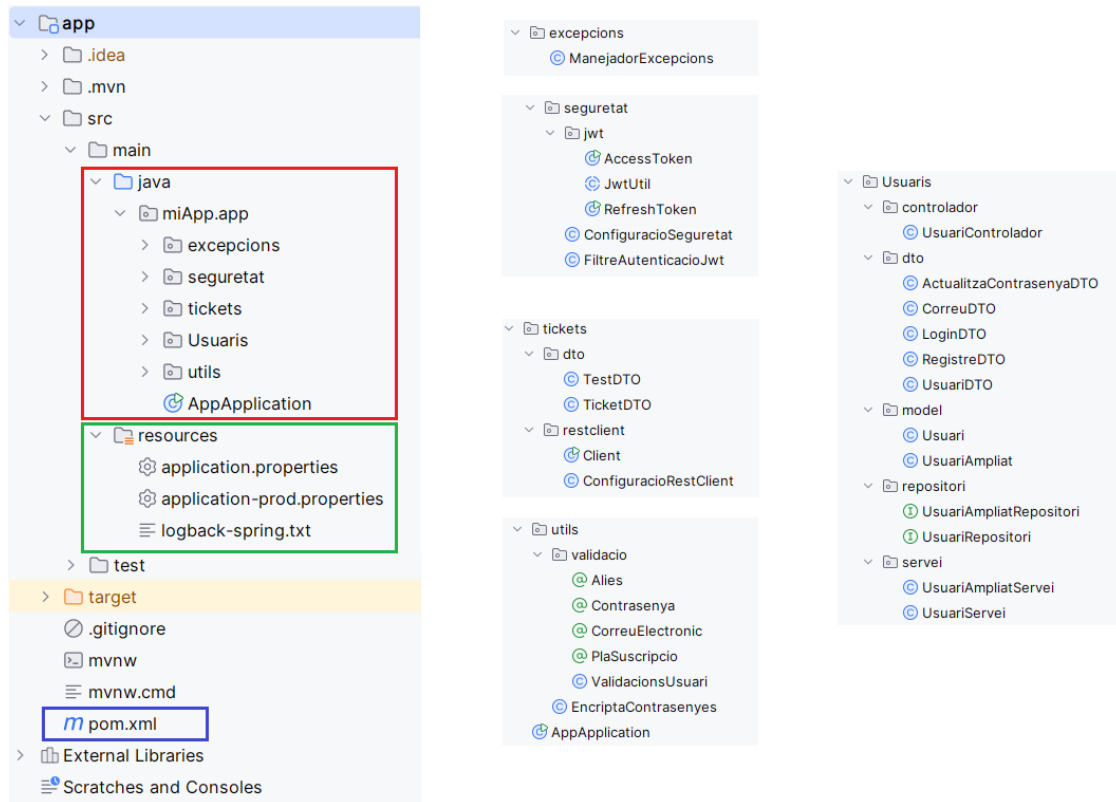 app
.idea
.mvn
src
main
java
miApp.app
excepcions
seguretat
tickets
Usuaris
utils
AppApplication
resources
application.properties
application-prod.properties
logback-spring.txt
test
target
.gitignore
mvnw
mvnw.cmd
pom.xml
External Libraries
Scratches and Consoles
excepcions
ManejadorExcepcions
seguretat
jwt
AccessToken
JwtUtil
RefreshToken
ConfiguracioSeguretat
FiltreAutenticacioJwt
tickets
dto
TestDTO
TicketDTO
restclient
Client
ConfiguracioRestClient
utils
validacio
Alies
Contrasenya
CorreuElectronic
PlaSuscripcio
ValidacionsUsuari
EncriptaContrasenyes
AppApplication
Usuaris
controlador
UsuariControlador
dto
ActualitzaContrasenyaDTO
CorreuDTO
LoginDTO
RegistreDTO
UsuariDTO
model
Usuari
UsuariAmpliat
repositori
UsuariAmpliatRepositori
UsuariRepositori
servei
UsuariAmpliatServei
UsuariServei